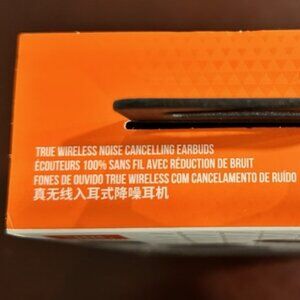 TRUE WIRELESS NOISE CANCELLING EARBUDS
ÉCOUTEURS 100% SANS FIL AVEC RÉDUCTION DE BRUIT
FONES DE OUVIDO TRUE WIRELESS COM CANCELAMENTO DE RUÍDO
真无线入耳式降噪耳机